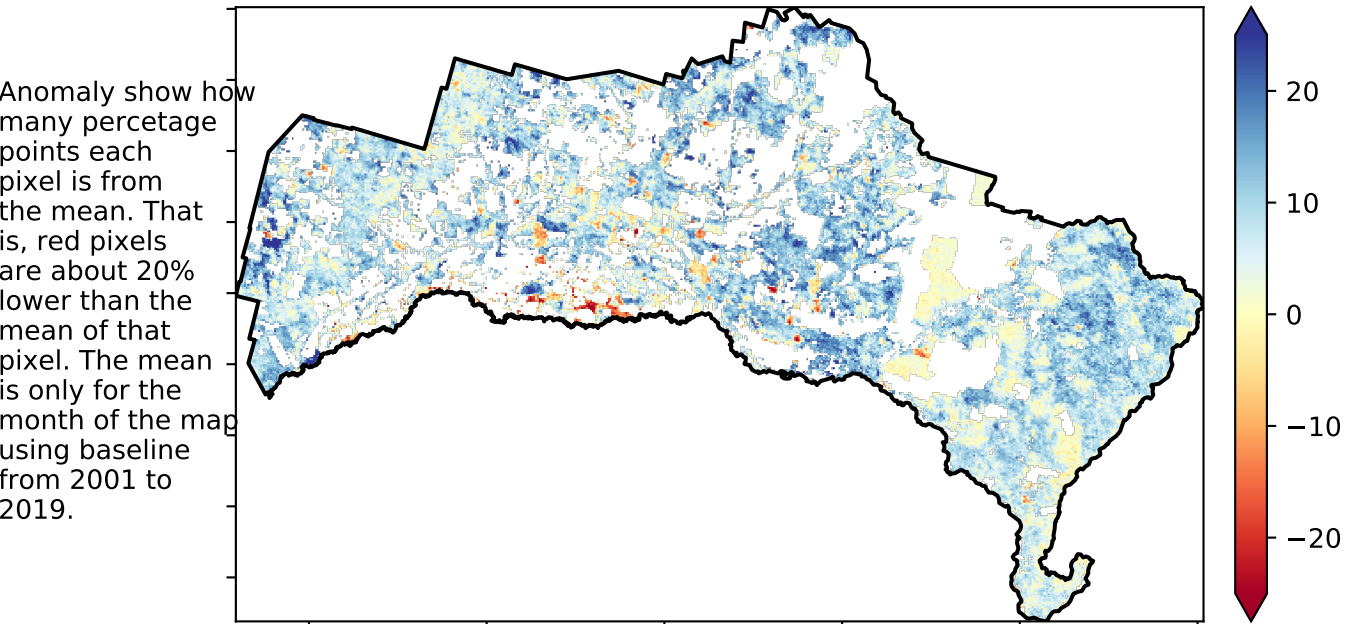 Anomaly show how
many percetage
points each
pixel is from
the mean. That
is, red pixels
are about 20%
lower than the
mean of that
pixel. The mean
is only for the
month of the map
using baseline
from 2001 to
2019.
20
10
0
−10
−20